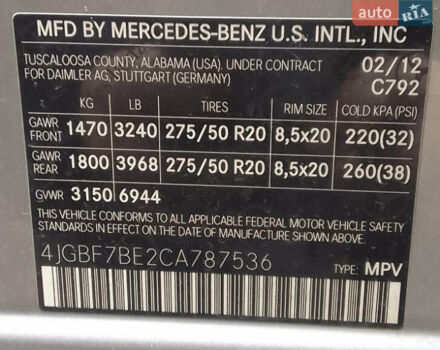 auto RIA
MFD BY MERCEDES-BENZ U.S. INTL., INC
TUSCALOOSA COUNTY, ALABAMA (USA). UNDER CONTRACT 02/12
FOR DAIMLER AG, STUTTGART (GERMANY) C792
KG LB TIRES RIM SIZE COLD KPA (PSI)
GAWR FRONT 1470 3240 275/50 R20 8,5x20 220(32)
GAWR REAR 1800 3968 275/50 R20 8,5x20 260(38)
GVWR 3150 6944
THIS VEHICLE CONFORMS TO ALL APPLICABLE FEDERAL MOTOR VEHICLE SAFETY
STANDARDS IN EFFECT ON THE DATE OF MANUFACTURE SHOWN ABOVE.
4JGBF7BE2CA787536
TYPE: MPV